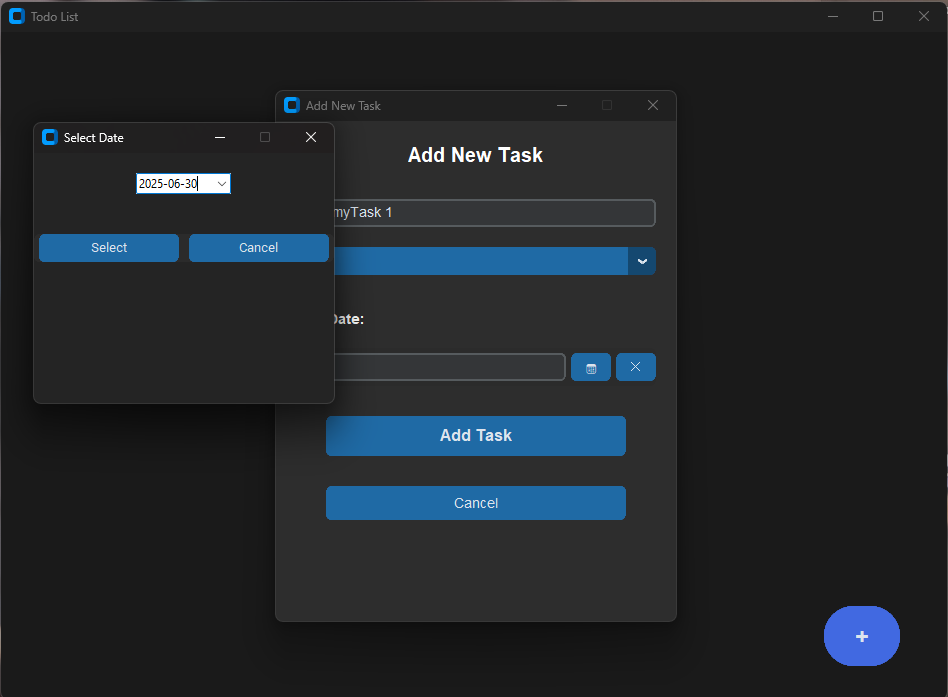 Todo List
Add New Task
Select Date
Add New Task
2025-06-30
myTask 1
Select
Cancel
Date:
Add Task
Cancel
+